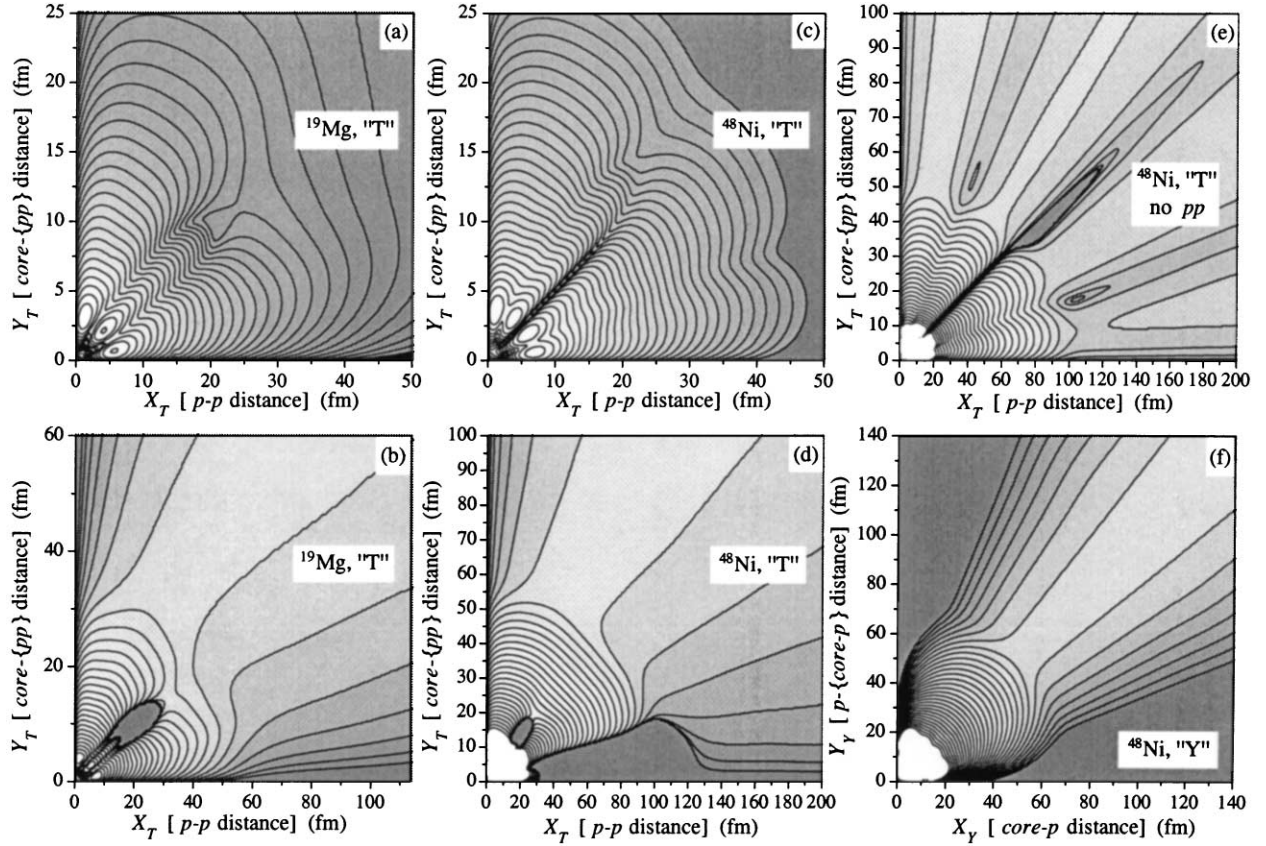 (a)
25
20
15
10
5
0
0 10 20 30 40 50
Y_T [ core-{pp} distance] (fm)
X_T [ p-p distance] (fm)
¹⁹Mg, "T"
(c)
25
20
15
10
5
0
0 10 20 30 40 50
Y_T [ core-{pp} distance] (fm)
X_T [ p-p distance] (fm)
⁴⁸Ni, "T"
(e)
100
90
80
70
60
50
40
30
20
10
0
0 20 40 60 80 100 120 140 160 180 200
Y_T [ core-{pp} distance] (fm)
X_T [ p-p distance] (fm)
⁴⁸Ni, "T"
no pp
(b)
60
40
20
0
0 20 40 60 80 100
Y_T [ core-{pp} distance] (fm)
X_T [ p-p distance] (fm)
¹⁹Mg, "T"
(d)
100
90
80
70
60
50
40
30
20
10
0
0 20 40 60 80 100 120 140 160 180 200
Y_T [ core-{pp} distance] (fm)
X_T [ p-p distance] (fm)
⁴⁸Ni, "T"
(f)
140
120
100
80
60
40
20
0
0 20 40 60 80 100 120 140
Y_Y [ p-{core-p} distance] (fm)
X_Y [ core-p distance] (fm)
⁴⁸Ni, "Y"